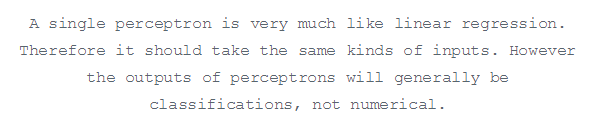 A single perceptron is very much like linear regression.
Therefore it should take the same kinds of inputs. However
the outputs of perceptrons will generally be
classifications, not numerical.